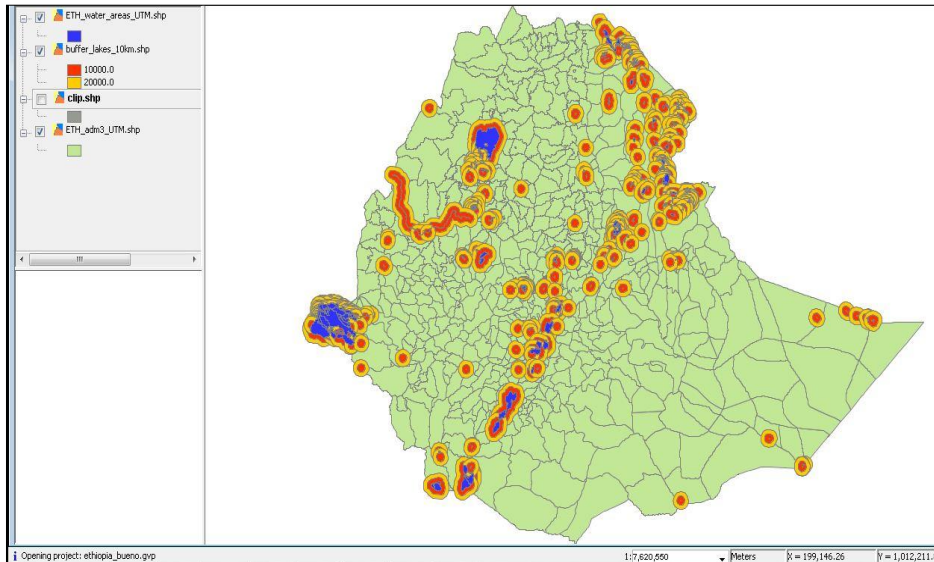 ETH_water_areas_UTM.shp
buffer_lakes_10km.shp
10000.0
20000.0
clip.shp
ETH_adm3_UTM.shp
Opening project: ethiopia_bueno.gvp 1:7,620,550 Meters X = 199,146.26 Y = 1,012,211.